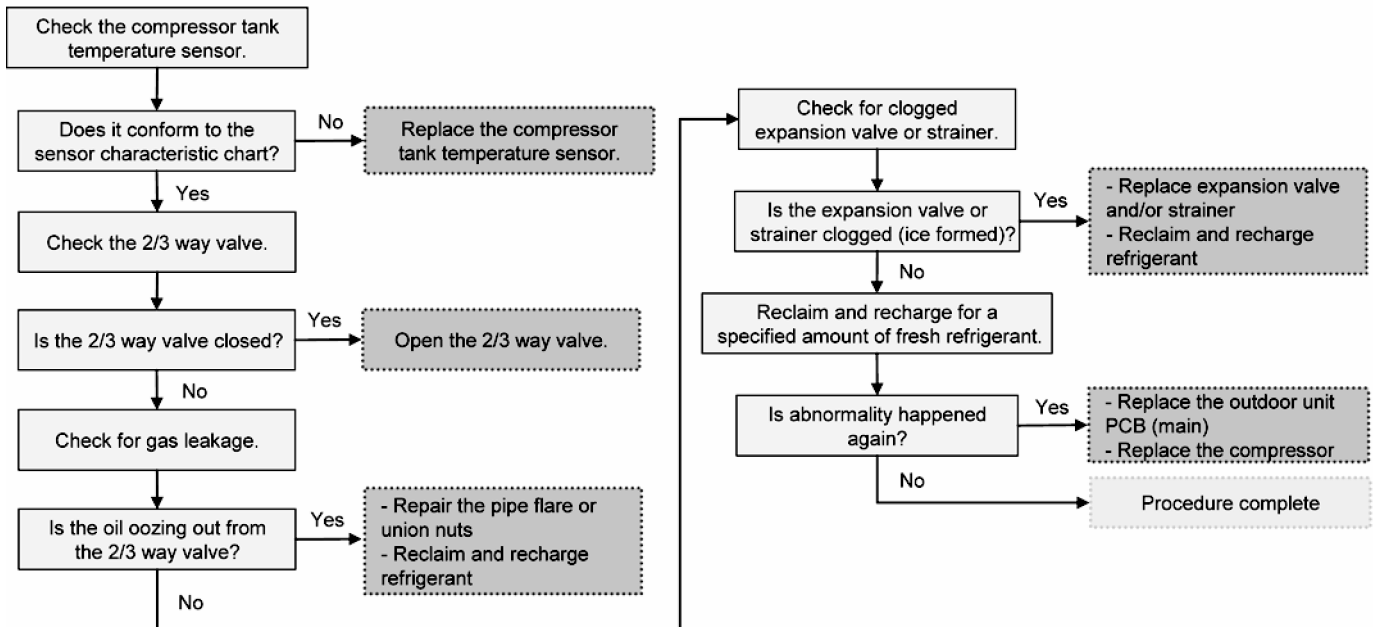 Check the compressor tank
temperature sensor.
Does it conform to the
sensor characteristic chart?
No
Replace the compressor
tank temperature sensor.
Yes
Check the 2/3 way valve.
Is the 2/3 way valve closed?
Yes
Open the 2/3 way valve.
No
Check for gas leakage.
Is the oil oozing out from
the 2/3 way valve?
Yes
- Repair the pipe flare or
union nuts
- Reclaim and recharge
refrigerant
No
Check for clogged
expansion valve or strainer.
Is the expansion valve or
strainer clogged (ice formed)?
Yes
- Replace expansion valve
and/or strainer
- Reclaim and recharge
refrigerant
No
Reclaim and recharge for a
specified amount of fresh refrigerant.
Is abnormality happened
again?
Yes
- Replace the outdoor unit
PCB (main)
- Replace the compressor
No
Procedure complete